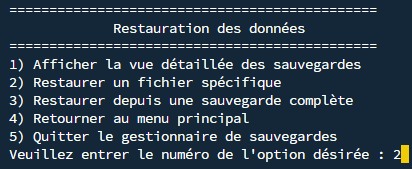 ==============================================
Restauration des données
==============================================
1) Afficher la vue détaillée des sauvegardes
2) Restaurer un fichier spécifique
3) Restaurer depuis une sauvegarde complète
4) Retourner au menu principal
5) Quitter le gestionnaire de sauvegardes
Veuillez entrer le numéro de l'option désirée : 2